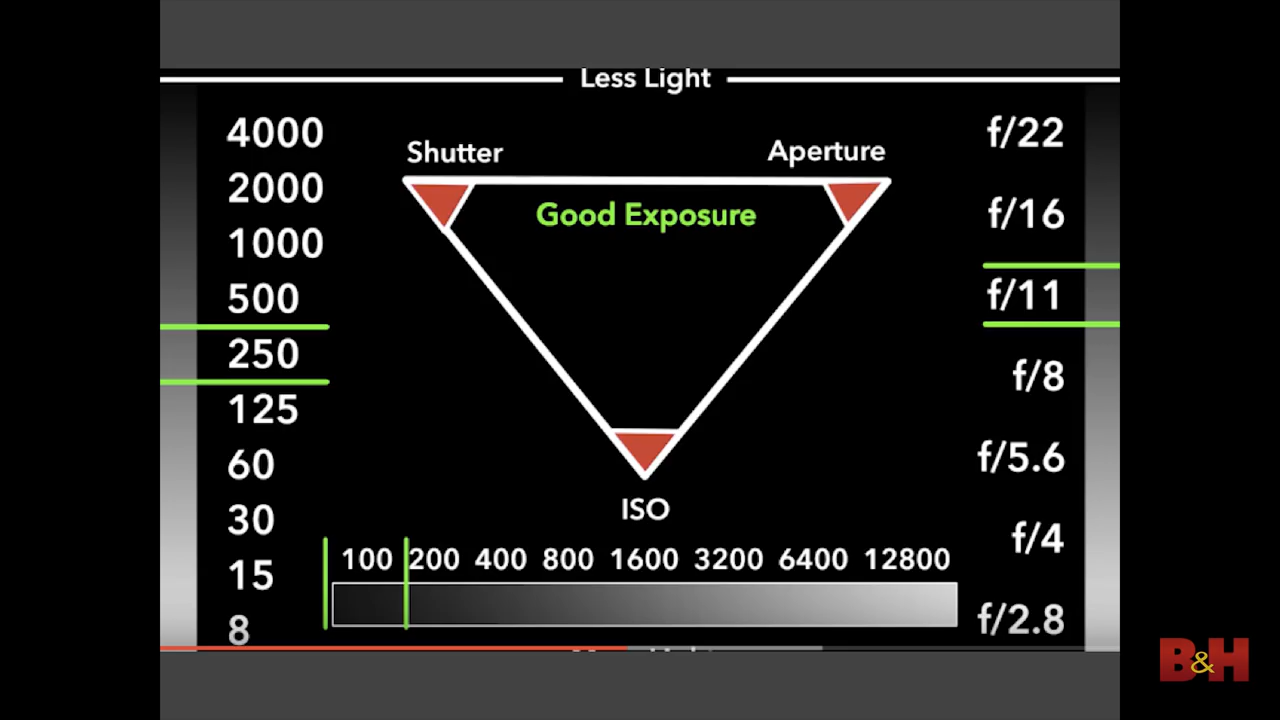 Less Light
Shutter
Aperture
Good Exposure
4000
2000
1000
500
250
125
60
30
15
8
f/22
f/16
f/11
f/8
f/5.6
f/4
f/2.8
ISO
100 200 400 800 1600 3200 6400 12800
B&H